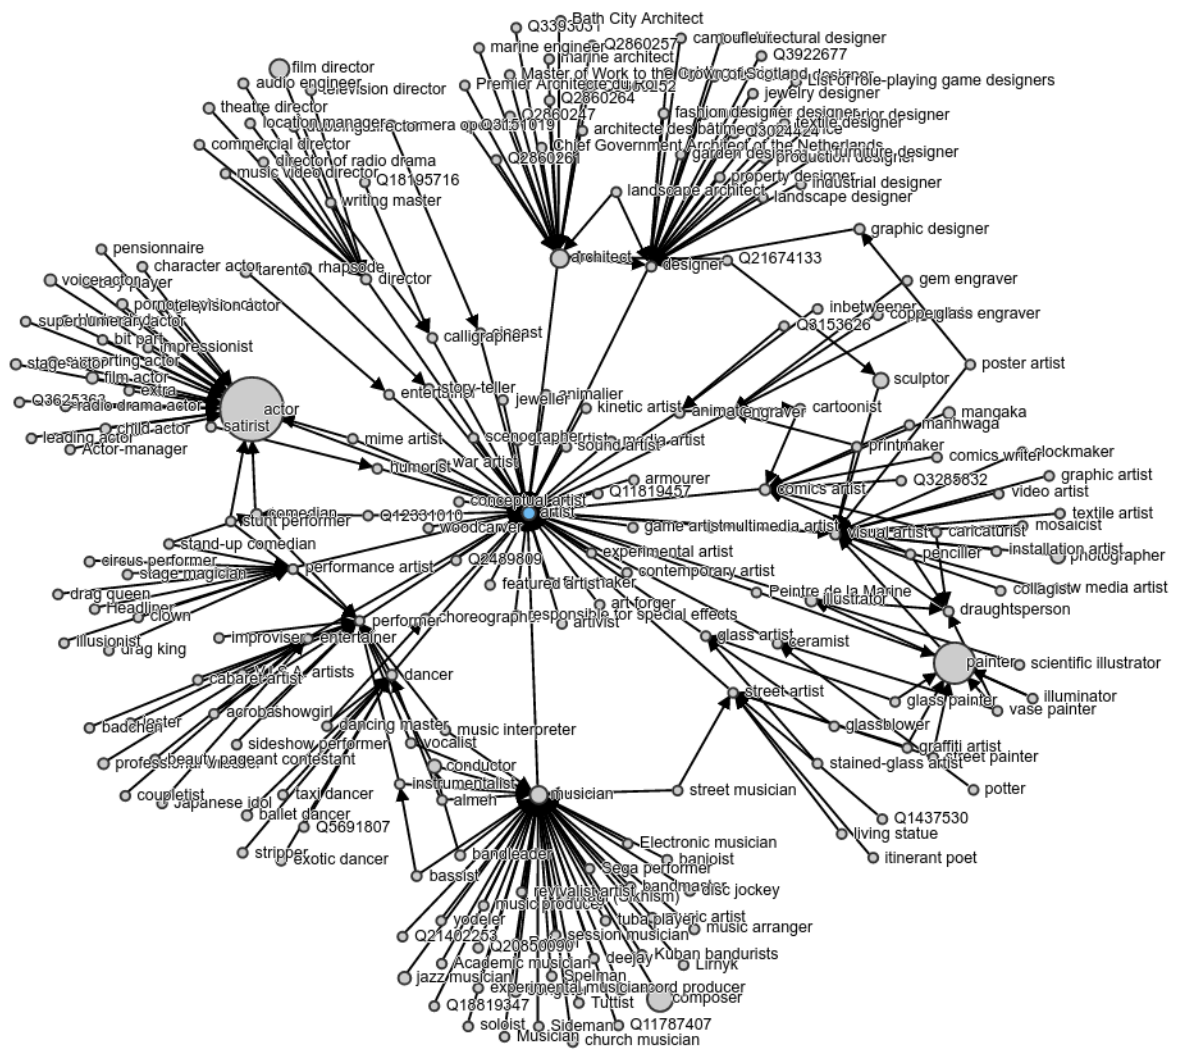 Bath City Architect
Q3393031
camoufleur
architectural designer
marine engineer
Q2860257
marine architect
Q3922677
film director
Master of Work to the Crown of Scotland
List of role-playing game designers
audio engineer
television director
Premier Architecte du Roi
jewelry designer
Q2860264
theatre director
fashion designer
designer
Q2860247
location manager
Q3151019
textile designer
architecte des bâtiments
Q3024424
commercial director
Chief Government Architect of the Netherlands
garden designer
furniture designer
production designer
Q2860261
director of radio drama
music video director
Q18195716
property designer
industrial designer
landscape architect
landscape designer
writing master
graphic designer
pensionnaire
architect
designer
Q21674133
character actor
tarento
rhapsode
director
voice actor
gem engraver
television actor
inbetweener
copperglass engraver
supernumerary actor
Q3153626
calligrapher
cineast
bit part
impressionist
stage actor
supporting actor
poster artist
film actor
sculptor
extra
entertainer
story-teller
animalier
Q3625363
radio drama actor
actor
jeweller
kinetic artist
animator
engraver
cartoonist
mangaka
manhwaga
child actor
satirist
leading actor
mime artist
scenographer
media artist
sound artist
Actor-manager
printmaker
clockmaker
comics writer
humorist
war artist
armourer
Q3285832
graphic artist
comics artist
Q11819457
video artist
conceptual artist
comedian
Q12331010
artist
textile artist
stunt performer
woodcarver
game artist
multimedia artist
visual artist
caricaturist
mosaicist
stand-up comedian
experimental artist
penciller
installation artist
photographer
circus performer
performance artist
Q2489809
stage magician
contemporary artist
featured artist
Peintre de la Marine
collagist
new media artist
drag queen
illustrator
Headliner
art forger
draughtsperson
clown
performer
choreographer
responsible for special effects
artivist
illusionist
improviser
entertainer
glass artist
ceramist
drag king
painter
scientific illustrator
cabaret artist
dancer
street artist
illuminator
glass painter
vase painter
acrobat
showgirl
badchen
jester
dancing master
music interpreter
glassblower
sideshow performer
vocalist
graffiti artist
beauty pageant contestant
street painter
conductor
stained-glass artist
instrumentalist
coupletist
Japanese idol
taxi dancer
almeh
musician
street musician
potter
ballet dancer
Q1437530
Q5691807
living statue
Electronic musician
stripper
exotic dancer
bandleader
banjoist
itinerant poet
bassist
Sega performer
bandmaster
disc jockey
revivalist artist
music producer
yodeler
tuba player
music arranger
Q21402253
session musician
Q20850090
deejay
Kuban bandurists
Academic musician
Lirnyk
jazz musician
Spelman
experimental musician
record producer
composer
Q18819347
Tuttist
soloist
Sideman
Q11787407
Musician
church musician